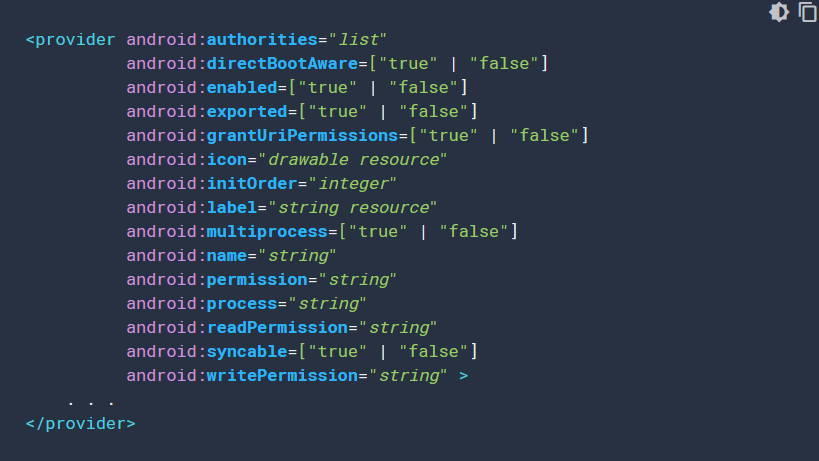 <provider android:authorities="list"
android:directBootAware=["true" | "false"]
android:enabled=["true" | "false"]
android:exported=["true" | "false"]
android:grantUriPermissions=["true" | "false"]
android:icon="drawable resource"
android:initOrder="integer"
android:label="string resource"
android:multiprocess=["true" | "false"]
android:name="string"
android:permission="string"
android:process="string"
android:readPermission="string"
android:syncable=["true" | "false"]
android:writePermission="string" >
. . .
</provider>